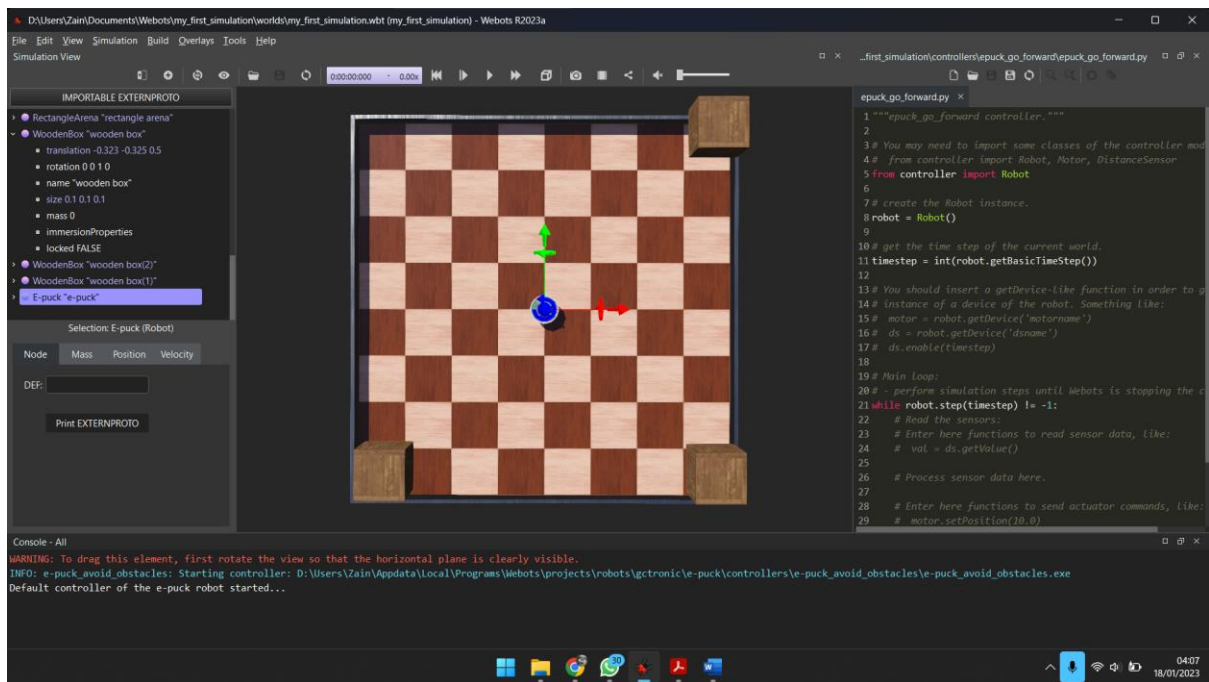 D:\Users\Zain\Documents\Webots\my_first_simulation\worlds\my_first_simulation.wbt (my_first_simulation) - Webots R2023a
File Edit View Simulation Build Overlays Tools Help
Simulation View
0:00:00:000 - 0.00x
IMPORTABLE EXTERNPROTO
RectangleArena "rectangle arena"
WoodenBox "wooden box"
translation -0.323 -0.325 0.5
rotation 0 0 1 0
name "wooden box"
size 0.1 0.1 0.1
mass 0
immersionProperties
locked FALSE
WoodenBox "wooden box(2)"
WoodenBox "wooden box(1)"
E-puck "e-puck"
Selection: E-puck (Robot)
Node Mass Position Velocity
DEF:
Print EXTERNPROTO
...first_simulation\controllers\epuck_go_forward\epuck_go_forward.py
epuck_go_forward.py
1 """epuck_go_forward controller."""
2
3 # You may need to import some classes of the controller mod
4 #  from controller import Robot, Motor, DistanceSensor
5 from controller import Robot
6
7 # create the Robot instance.
8 robot = Robot()
9
10 # get the time step of the current world.
11 timestep = int(robot.getBasicTimeStep())
12
13 # You should insert a getDevice-like function in order to g
14 # instance of a device of the robot. Something like:
15 #  motor = robot.getDevice('motorname')
16 #  ds = robot.getDevice('dsname')
17 #  ds.enable(timestep)
18
19 # Main loop:
20 # - perform simulation steps until Webots is stopping the c
21 while robot.step(timestep) != -1:
22     # Read the sensors:
23     # Enter here functions to read sensor data, like:
24     #  val = ds.getValue()
25
26     # Process sensor data here.
27
28     # Enter here functions to send actuator commands, like:
29     #  motor.setPosition(10.0)
Console - All
WARNING: To drag this element, first rotate the view so that the horizontal plane is clearly visible.
INFO: e-puck_avoid_obstacles: Starting controller: D:\Users\Zain\Appdata\Local\Programs\Webots\projects\robots\gctronic\e-puck\controllers\e-puck_avoid_obstacles\e-puck_avoid_obstacles.exe
Default controller of the e-puck robot started...
30
04:07
18/01/2023